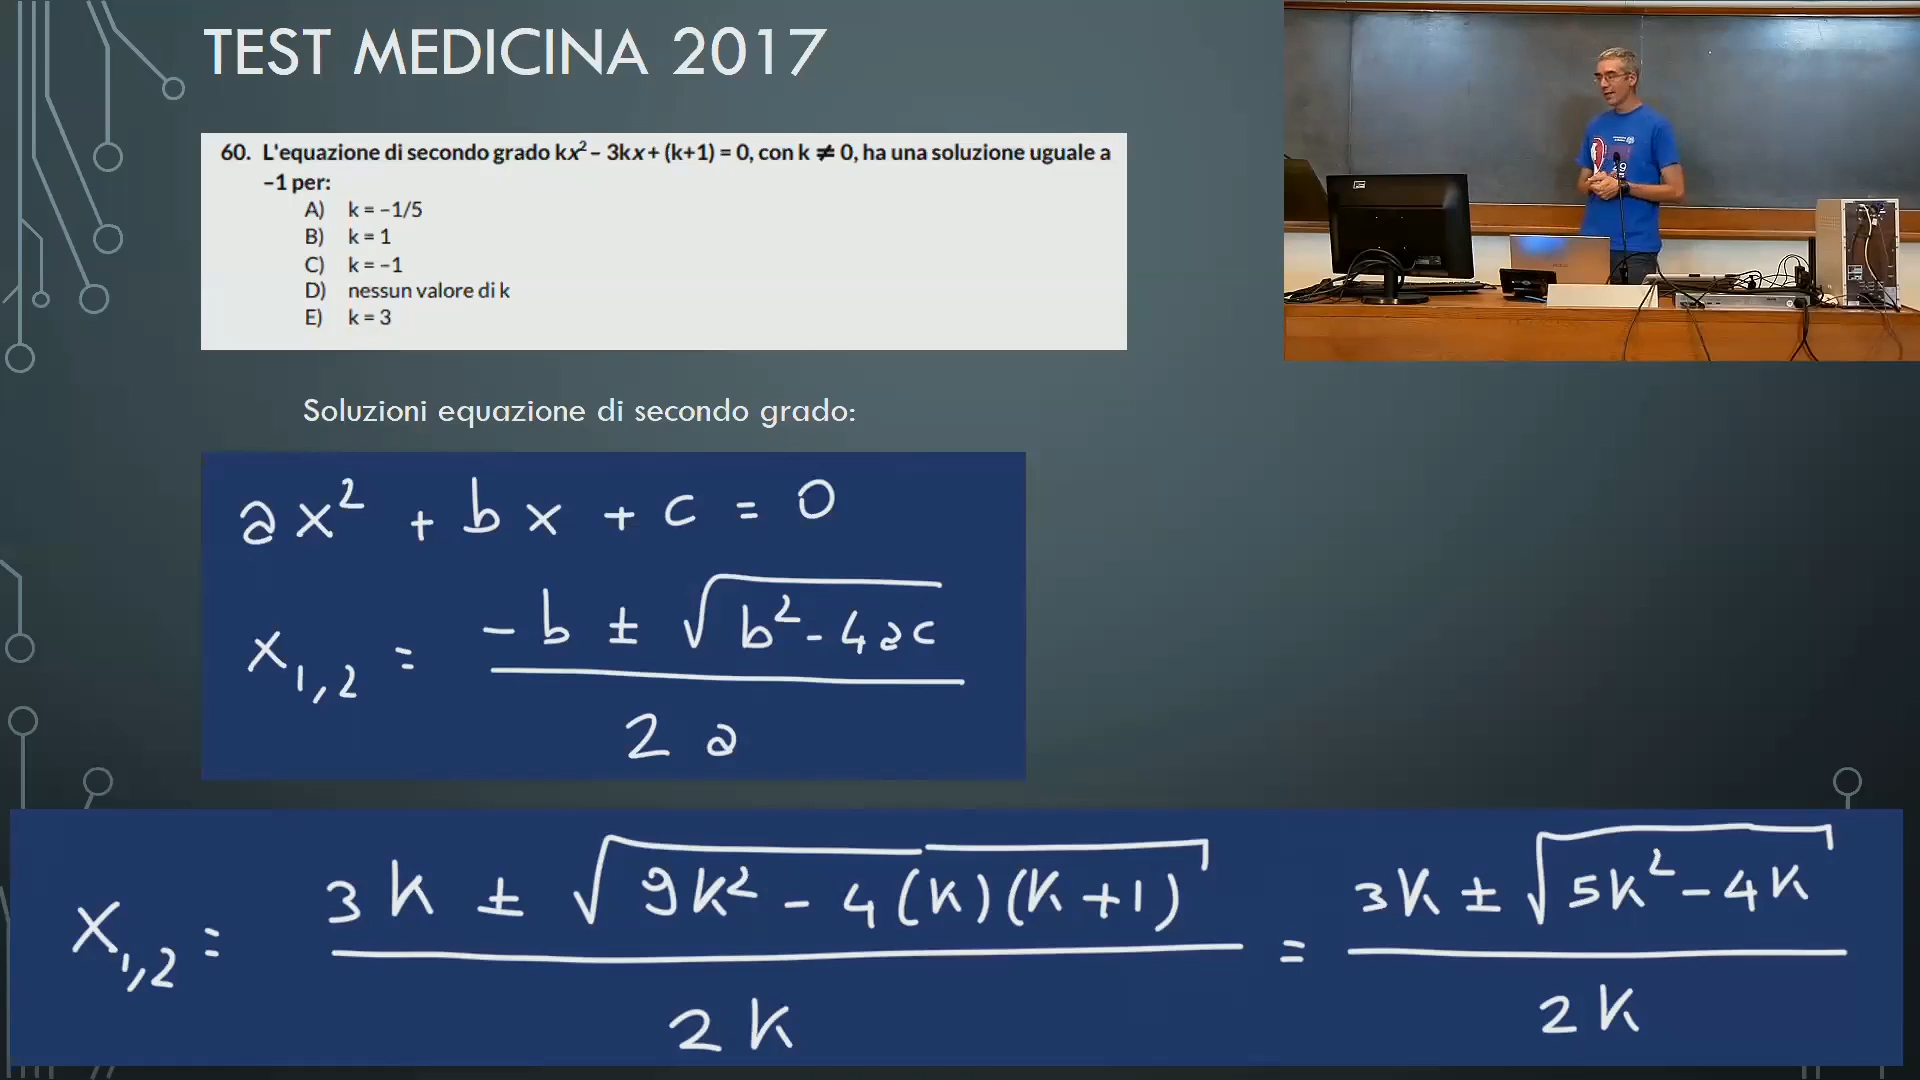 TEST MEDICINA 2017
60. L'equazione di secondo grado kx² – 3kx + (k+1) = 0, con k ≠ 0, ha una soluzione uguale a
–1 per:
A) k = –1/5
B) k = 1
C) k = –1
D) nessun valore di k
E) k = 3
Soluzioni equazione di secondo grado:
ax² + bx + c = 0
x₁,₂ = (-b ± √(b² - 4ac)) / 2a
x₁,₂ = (3k ± √(9k² - 4(k)(k+1))) / 2k = (3k ± √(5k² - 4k)) / 2k